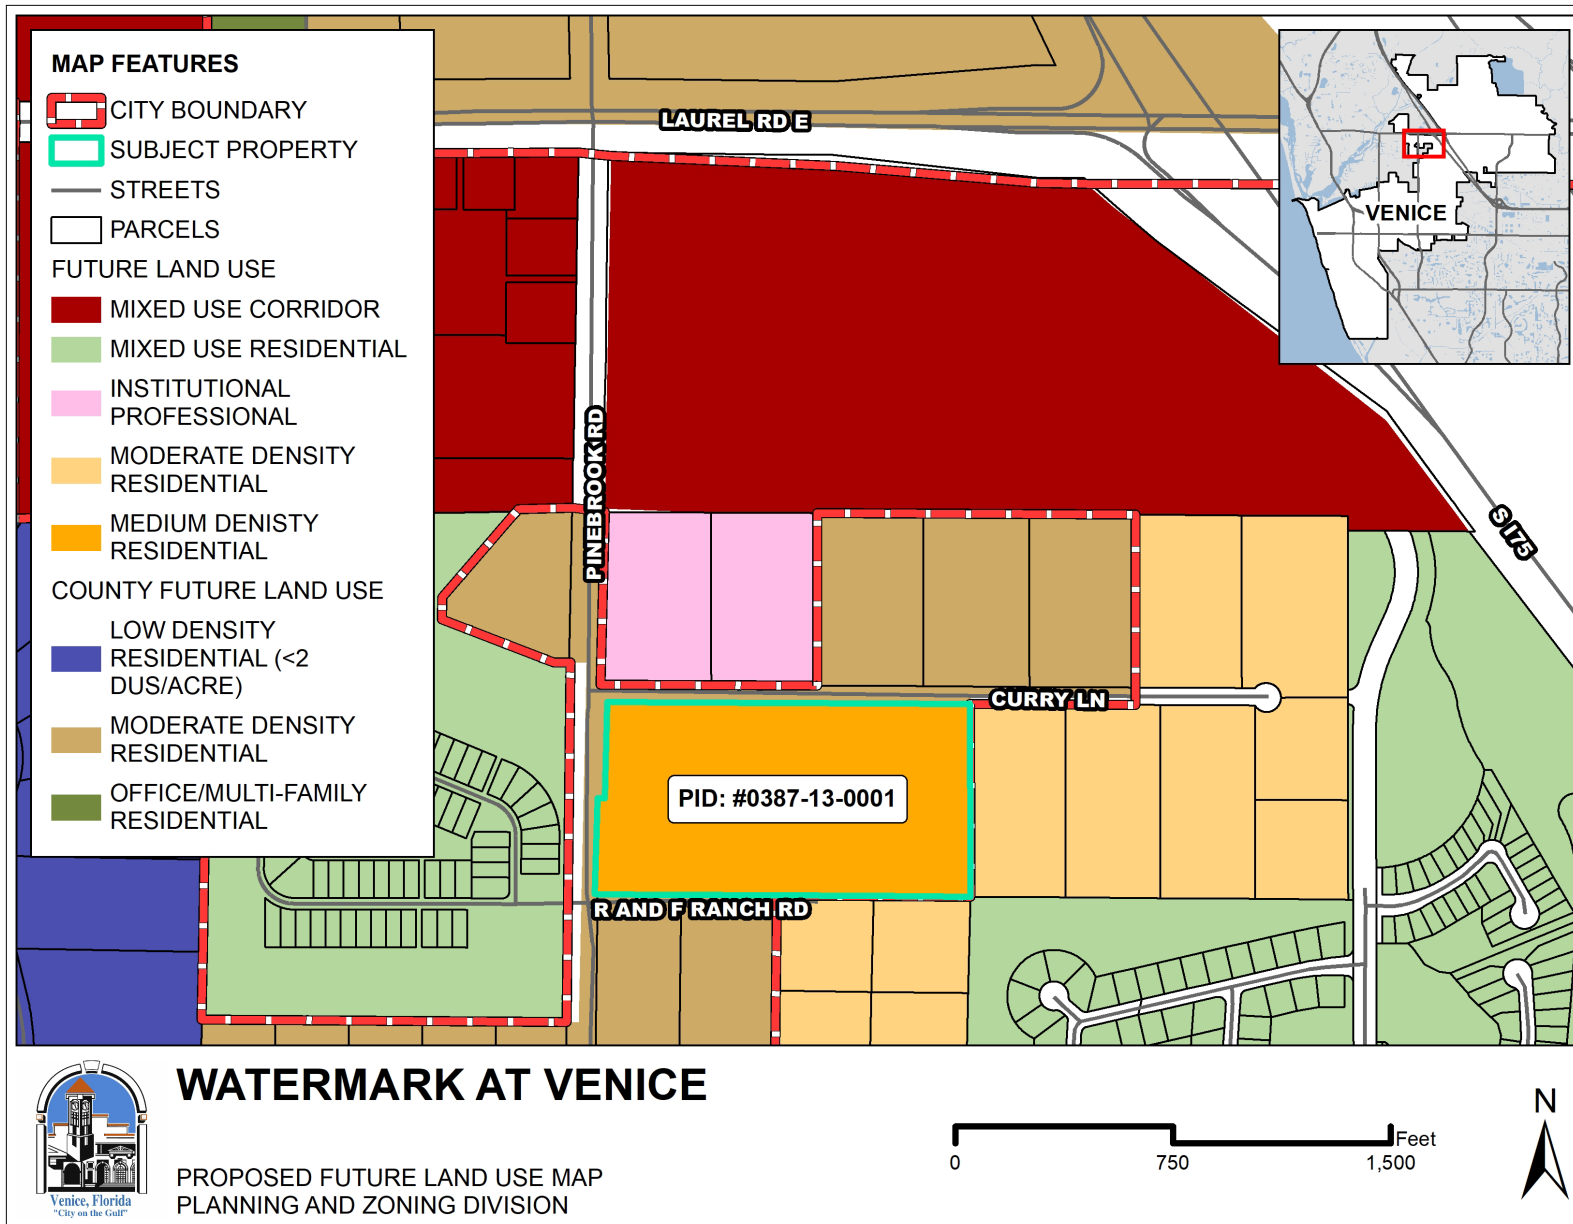 MAP FEATURES
CITY BOUNDARY
SUBJECT PROPERTY
STREETS
PARCELS
FUTURE LAND USE
MIXED USE CORRIDOR
MIXED USE RESIDENTIAL
INSTITUTIONAL
PROFESSIONAL
MODERATE DENSITY
RESIDENTIAL
MEDIUM DENISTY
RESIDENTIAL
COUNTY FUTURE LAND USE
LOW DENSITY
RESIDENTIAL (<2
DUS/ACRE)
MODERATE DENSITY
RESIDENTIAL
OFFICE/MULTI-FAMILY
RESIDENTIAL
LAUREL RD E
VENICE
PINEBROOK RD
S I75
CURRY LN
PID: #0387-13-0001
R AND F RANCH RD
WATERMARK AT VENICE
PROPOSED FUTURE LAND USE MAP
PLANNING AND ZONING DIVISION
Venice, Florida
"City on the Gulf"
Feet
0 750 1,500
N